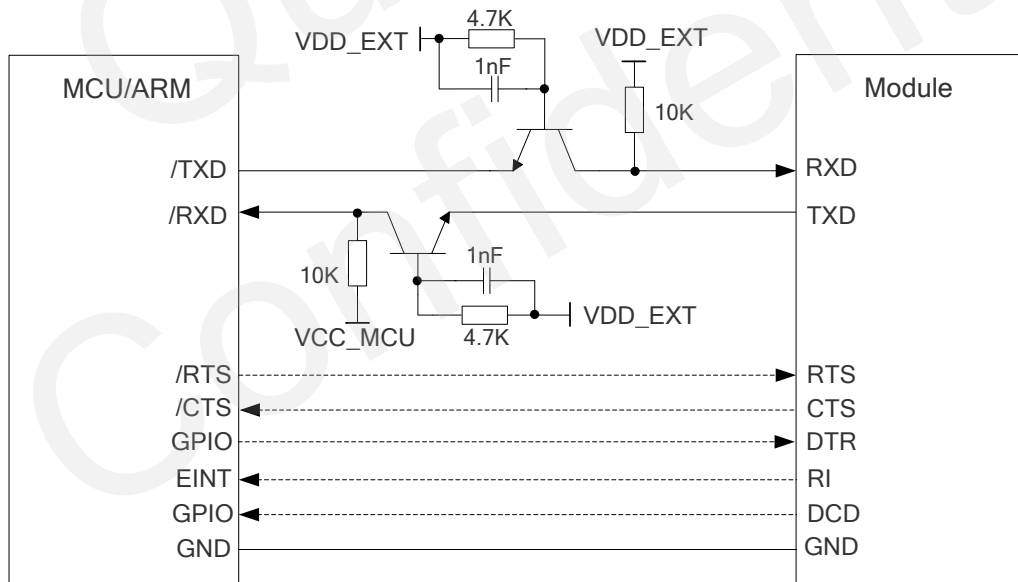 4.7K
VDD_EXT
VDD_EXT
1nF
MCU/ARM
Module
10K
/TXD
RXD
/RXD
TXD
1nF
10K
VDD_EXT
VCC_MCU
4.7K
/RTS
RTS
/CTS
CTS
GPIO
DTR
EINT
RI
GPIO
DCD
GND
GND
Confident